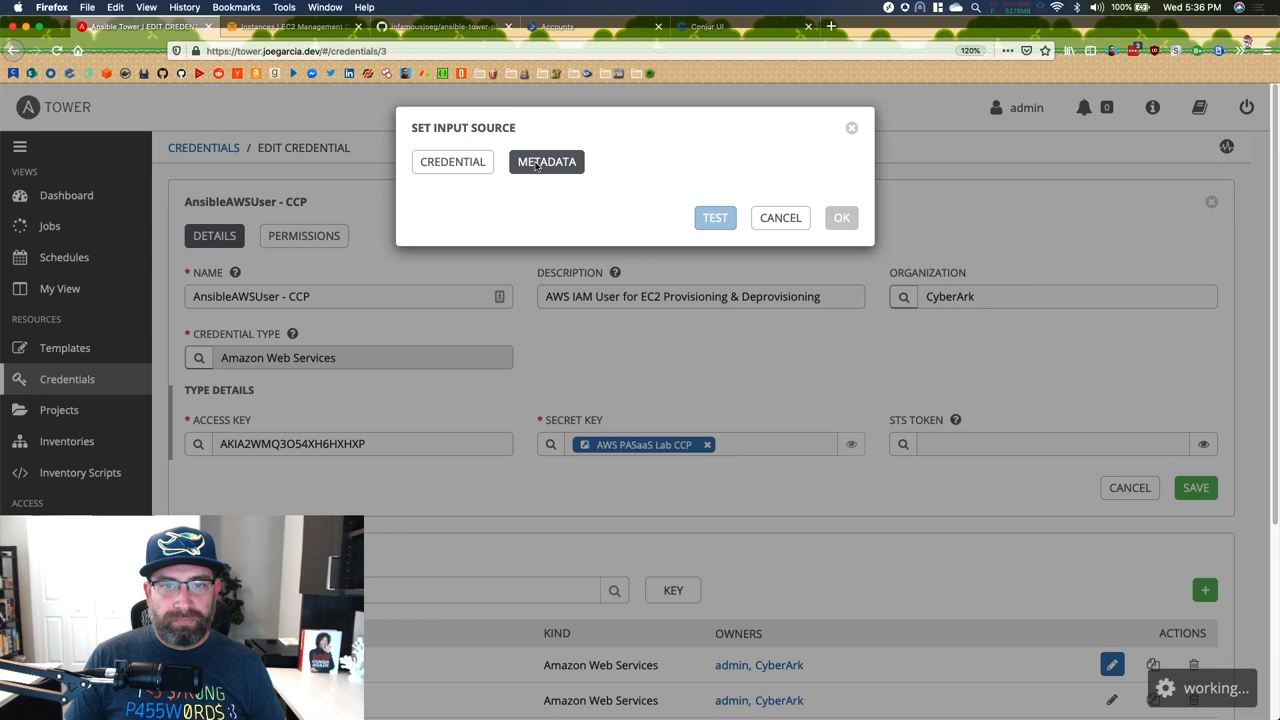 Firefox File Edit View History Bookmarks Tools Window Help
100% Wed 5:36 PM
Ansible Tower | EDIT CREDENT
Instances | EC2 Management C
infamousjoeg/ansible-tower-p
Accounts
Conjur UI
https://tower.joegarcia.dev/#/credentials/3
120%
TOWER
admin
0
SET INPUT SOURCE
CREDENTIAL METADATA
TEST CANCEL OK
VIEWS
Dashboard
Jobs
Schedules
My View
RESOURCES
Templates
Credentials
Projects
Inventories
Inventory Scripts
ACCESS
CREDENTIALS / EDIT CREDENTIAL
AnsibleAWSUser - CCP
DETAILS PERMISSIONS
* NAME ? DESCRIPTION ? ORGANIZATION
AnsibleAWSUser - CCP AWS IAM User for EC2 Provisioning & Deprovisioning CyberArk
* CREDENTIAL TYPE ?
Amazon Web Services
TYPE DETAILS
* ACCESS KEY * SECRET KEY STS TOKEN ?
AKIA2WMQ3O54XH6HXHXP AWS PASaaS Lab CCP
CANCEL SAVE
KEY
KIND OWNERS ACTIONS
Amazon Web Services admin, CyberArk
Amazon Web Services admin, CyberArk
working...
P455W0RD$